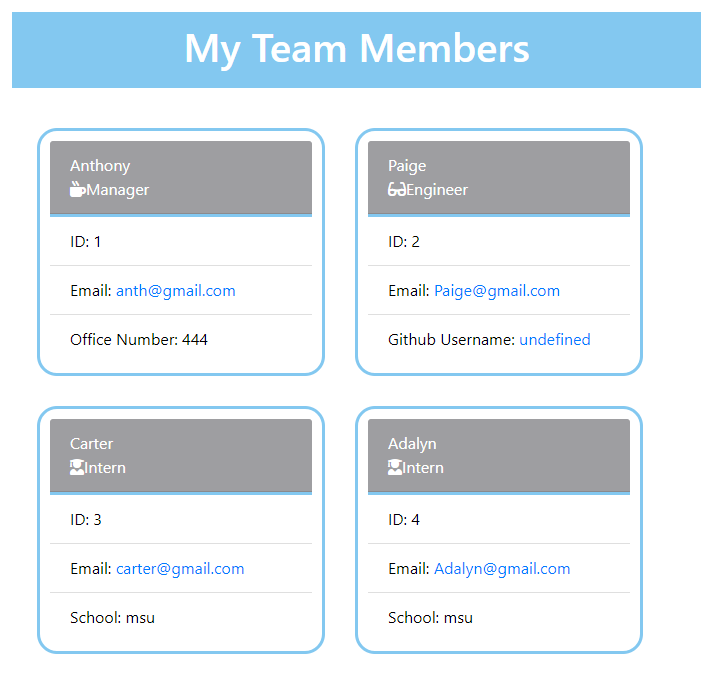 My Team Members
Anthony
Manager
ID: 1
Email: anth@gmail.com
Office Number: 444
Paige
Engineer
ID: 2
Email: Paige@gmail.com
Github Username: undefined
Carter
Intern
ID: 3
Email: carter@gmail.com
School: msu
Adalyn
Intern
ID: 4
Email: Adalyn@gmail.com
School: msu